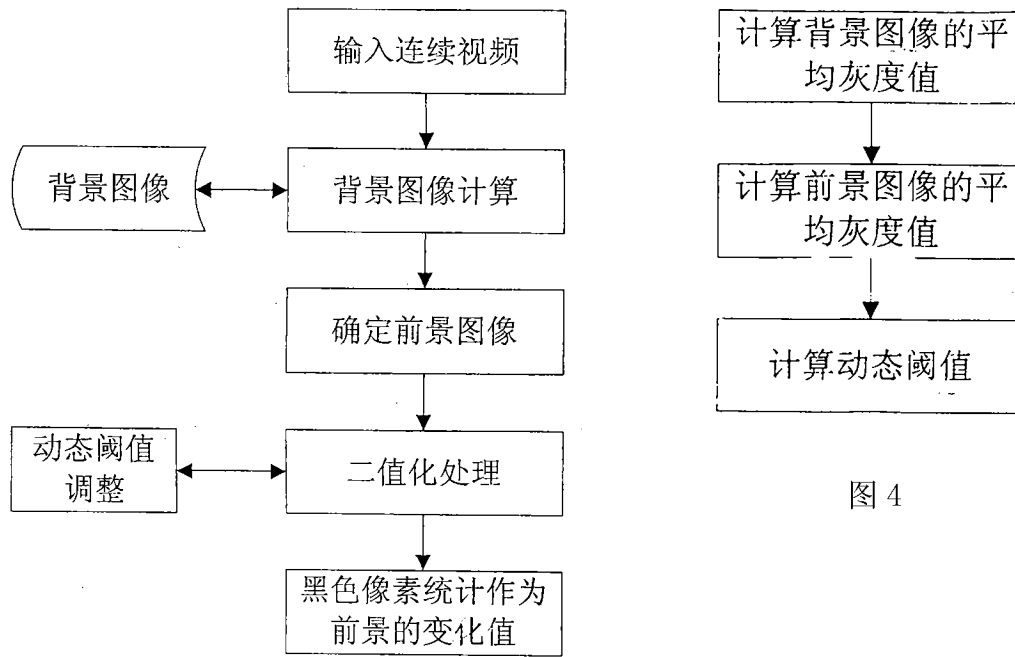 输入连续视频
背景图像
背景图像计算
确定前景图像
动态阈值
调整
二值化处理
黑色像素统计作为
前景的变化值
计算背景图像的平
均灰度值
计算前景图像的平
均灰度值
计算动态阈值
图4